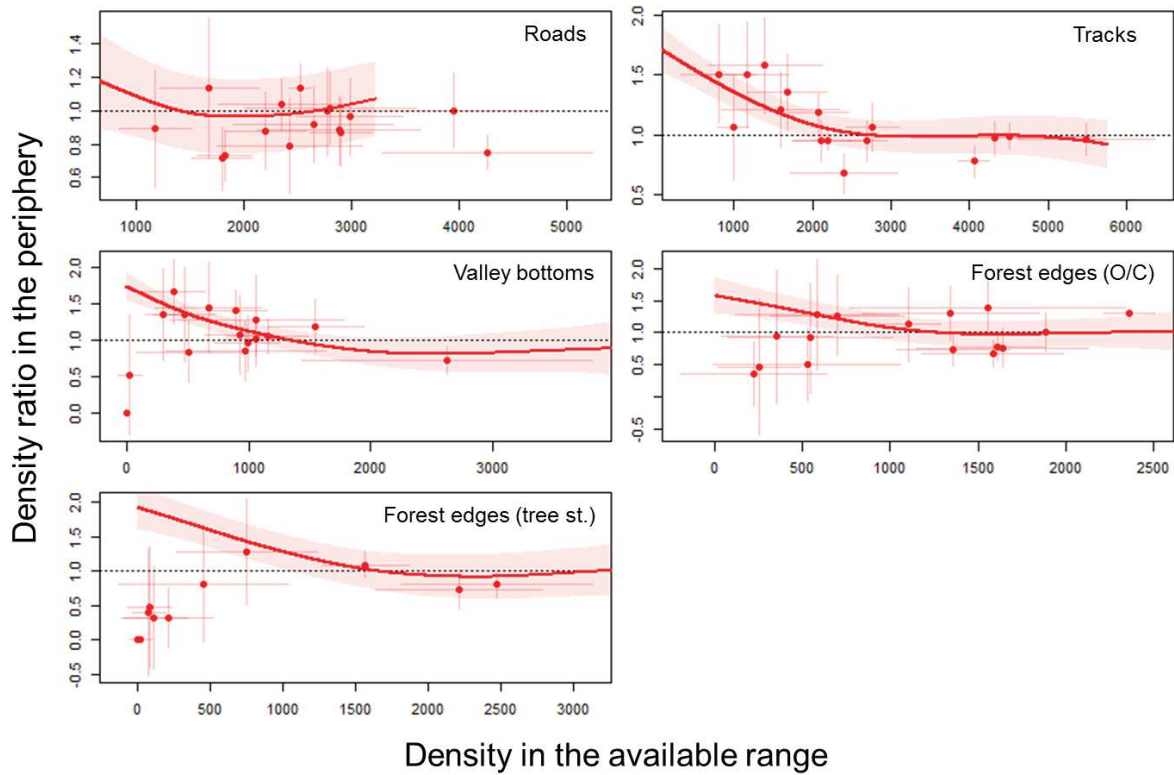 Density ratio in the periphery
Roads
1.4
1.2
1.0
0.8
0.6
1000 2000 3000 4000 5000
Tracks
2.0
1.5
1.0
0.5
1000 2000 3000 4000 5000 6000
Valley bottoms
2.0
1.5
1.0
0.5
0.0
0 1000 2000 3000
Forest edges (O/C)
2.0
1.5
1.0
0.5
-0.5
0 500 1000 1500 2000 2500
Forest edges (tree st.)
2.0
1.5
1.0
0.5
0.0
-0.5
0 500 1000 1500 2000 2500 3000
Density in the available range